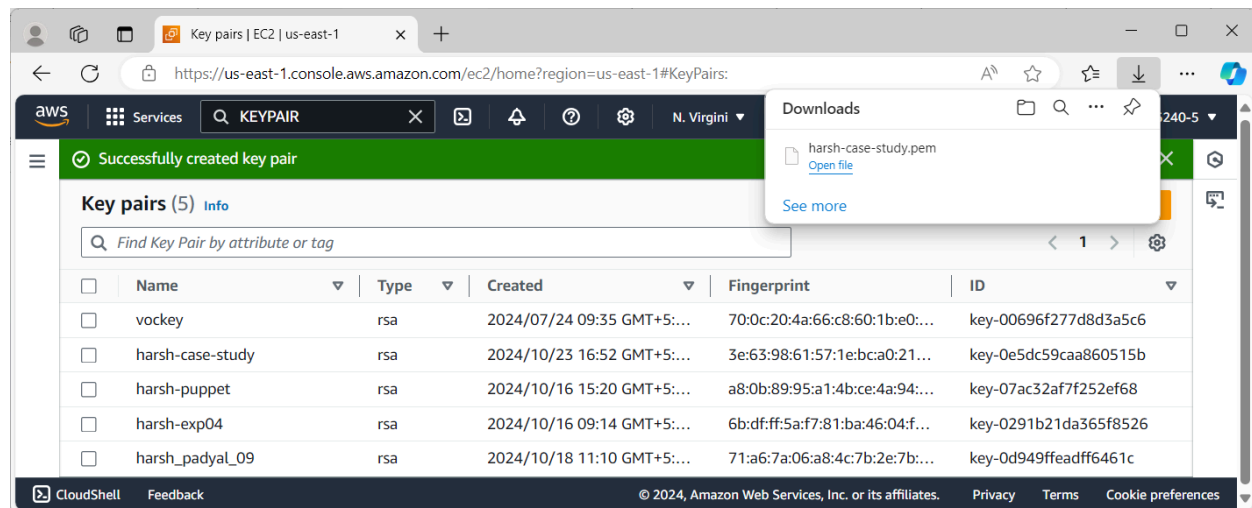 Key pairs | EC2 | us-east-1
https://us-east-1.console.aws.amazon.com/ec2/home?region=us-east-1#KeyPairs:
aws Services KEYPAIR N. Virgini 240-5
Downloads
harsh-case-study.pem
Open file
See more
Successfully created key pair
Key pairs (5) Info
Find Key Pair by attribute or tag
1
Name Type Created Fingerprint ID
vockey rsa 2024/07/24 09:35 GMT+5:... 70:0c:20:4a:66:c8:60:1b:e0:... key-00696f277d8d3a5c6
harsh-case-study rsa 2024/10/23 16:52 GMT+5:... 3e:63:98:61:57:1e:bc:a0:21... key-0e5dc59caa860515b
harsh-puppet rsa 2024/10/16 15:20 GMT+5:... a8:0b:89:95:a1:4b:ce:4a:94:... key-07ac32af7f252ef68
harsh-exp04 rsa 2024/10/16 09:14 GMT+5:... 6b:df:ff:5a:f7:81:ba:46:04:f... key-0291b21da365f8526
harsh_padyal_09 rsa 2024/10/18 11:10 GMT+5:... 71:a6:7a:06:a8:4c:7b:2e:7b:... key-0d949ffeadff6461c
CloudShell Feedback © 2024, Amazon Web Services, Inc. or its affiliates. Privacy Terms Cookie preferences